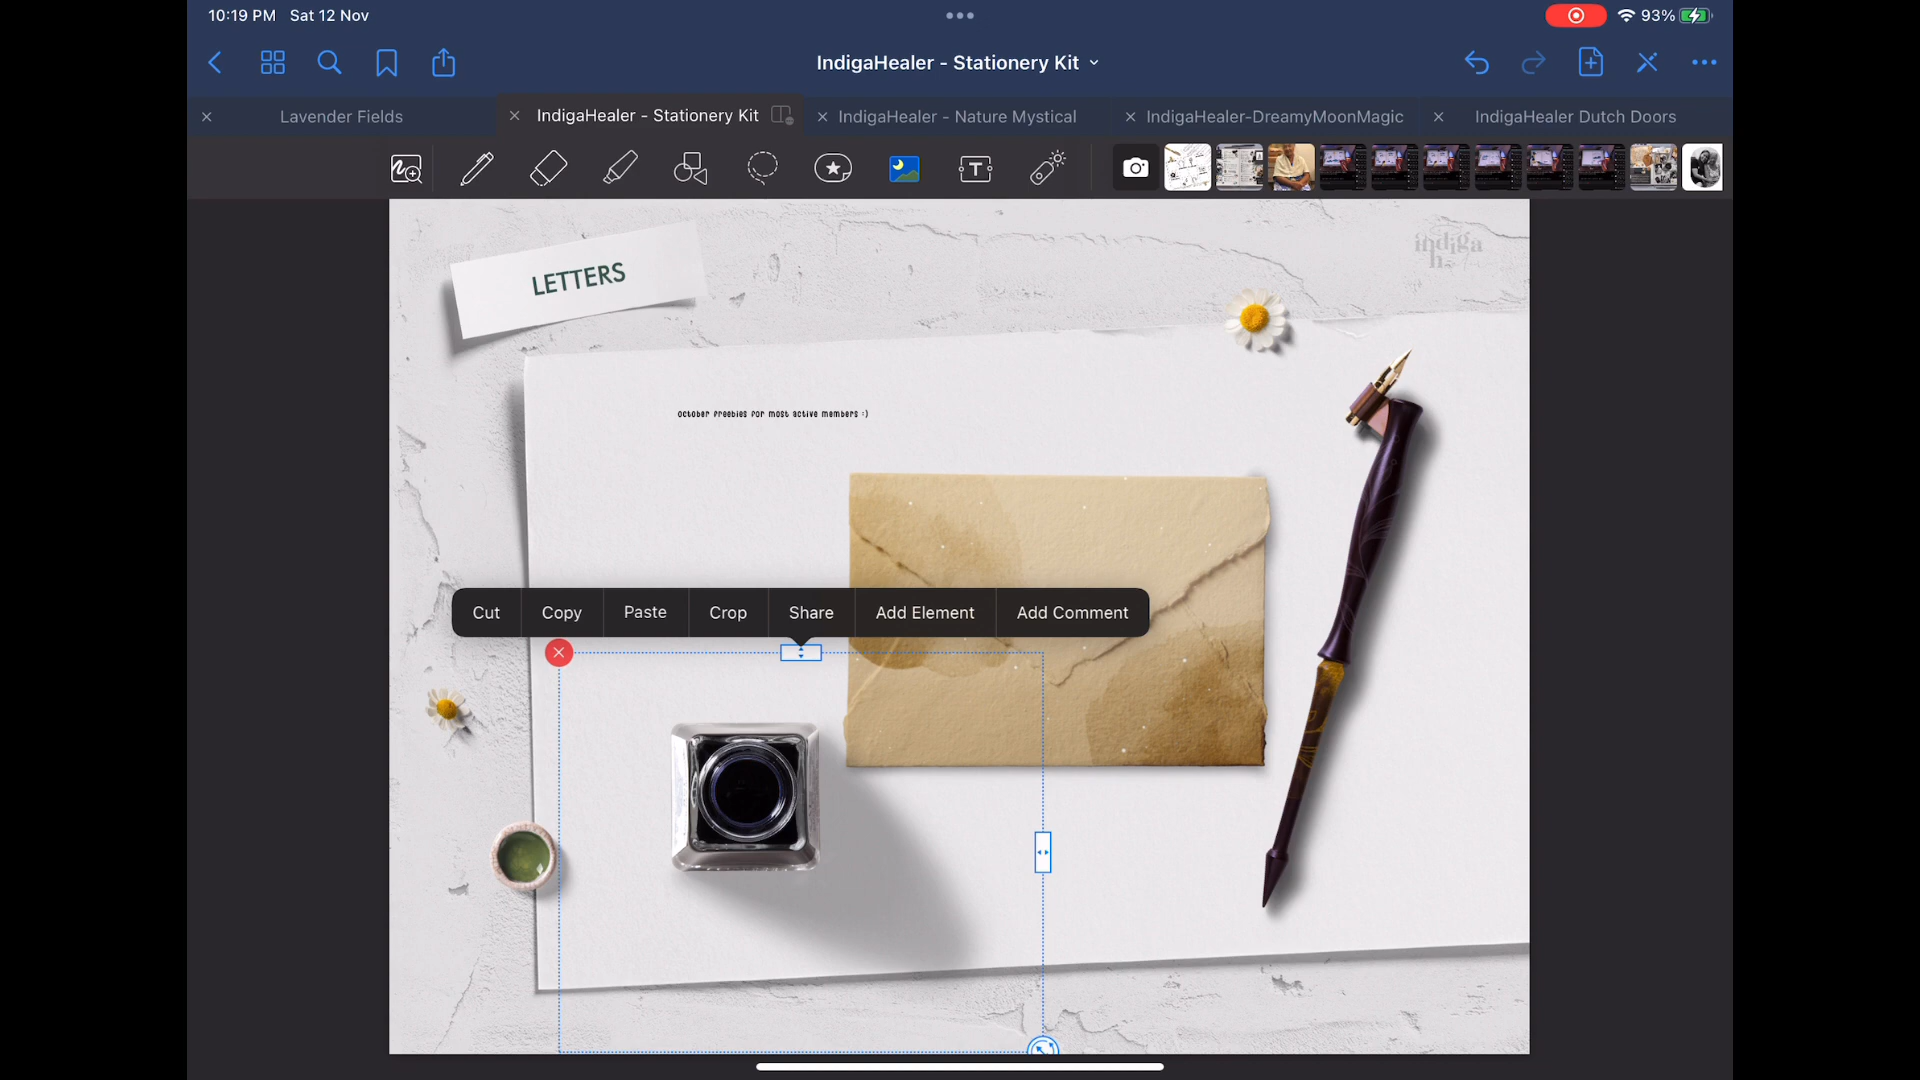 10:19 PM Sat 12 Nov
93%
IndigaHealer - Stationery Kit
Lavender Fields
IndigaHealer - Stationery Kit
IndigaHealer - Nature Mystical
IndigaHealer-DreamyMoonMagic
IndigaHealer Dutch Doors
LETTERS
indiga
october freebies for most active members :)
Cut
Copy
Paste
Crop
Share
Add Element
Add Comment